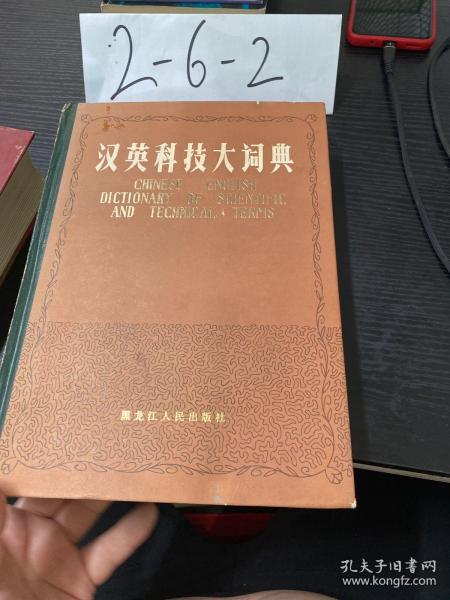 2-6-2
汉英科技大词典
CHINESE ENGLISH
DICTIONARY OF SCIENTIFIC
AND TECHNICAL TERMS
黑龙江人民出版社
孔夫子旧书网
www.kongfz.com